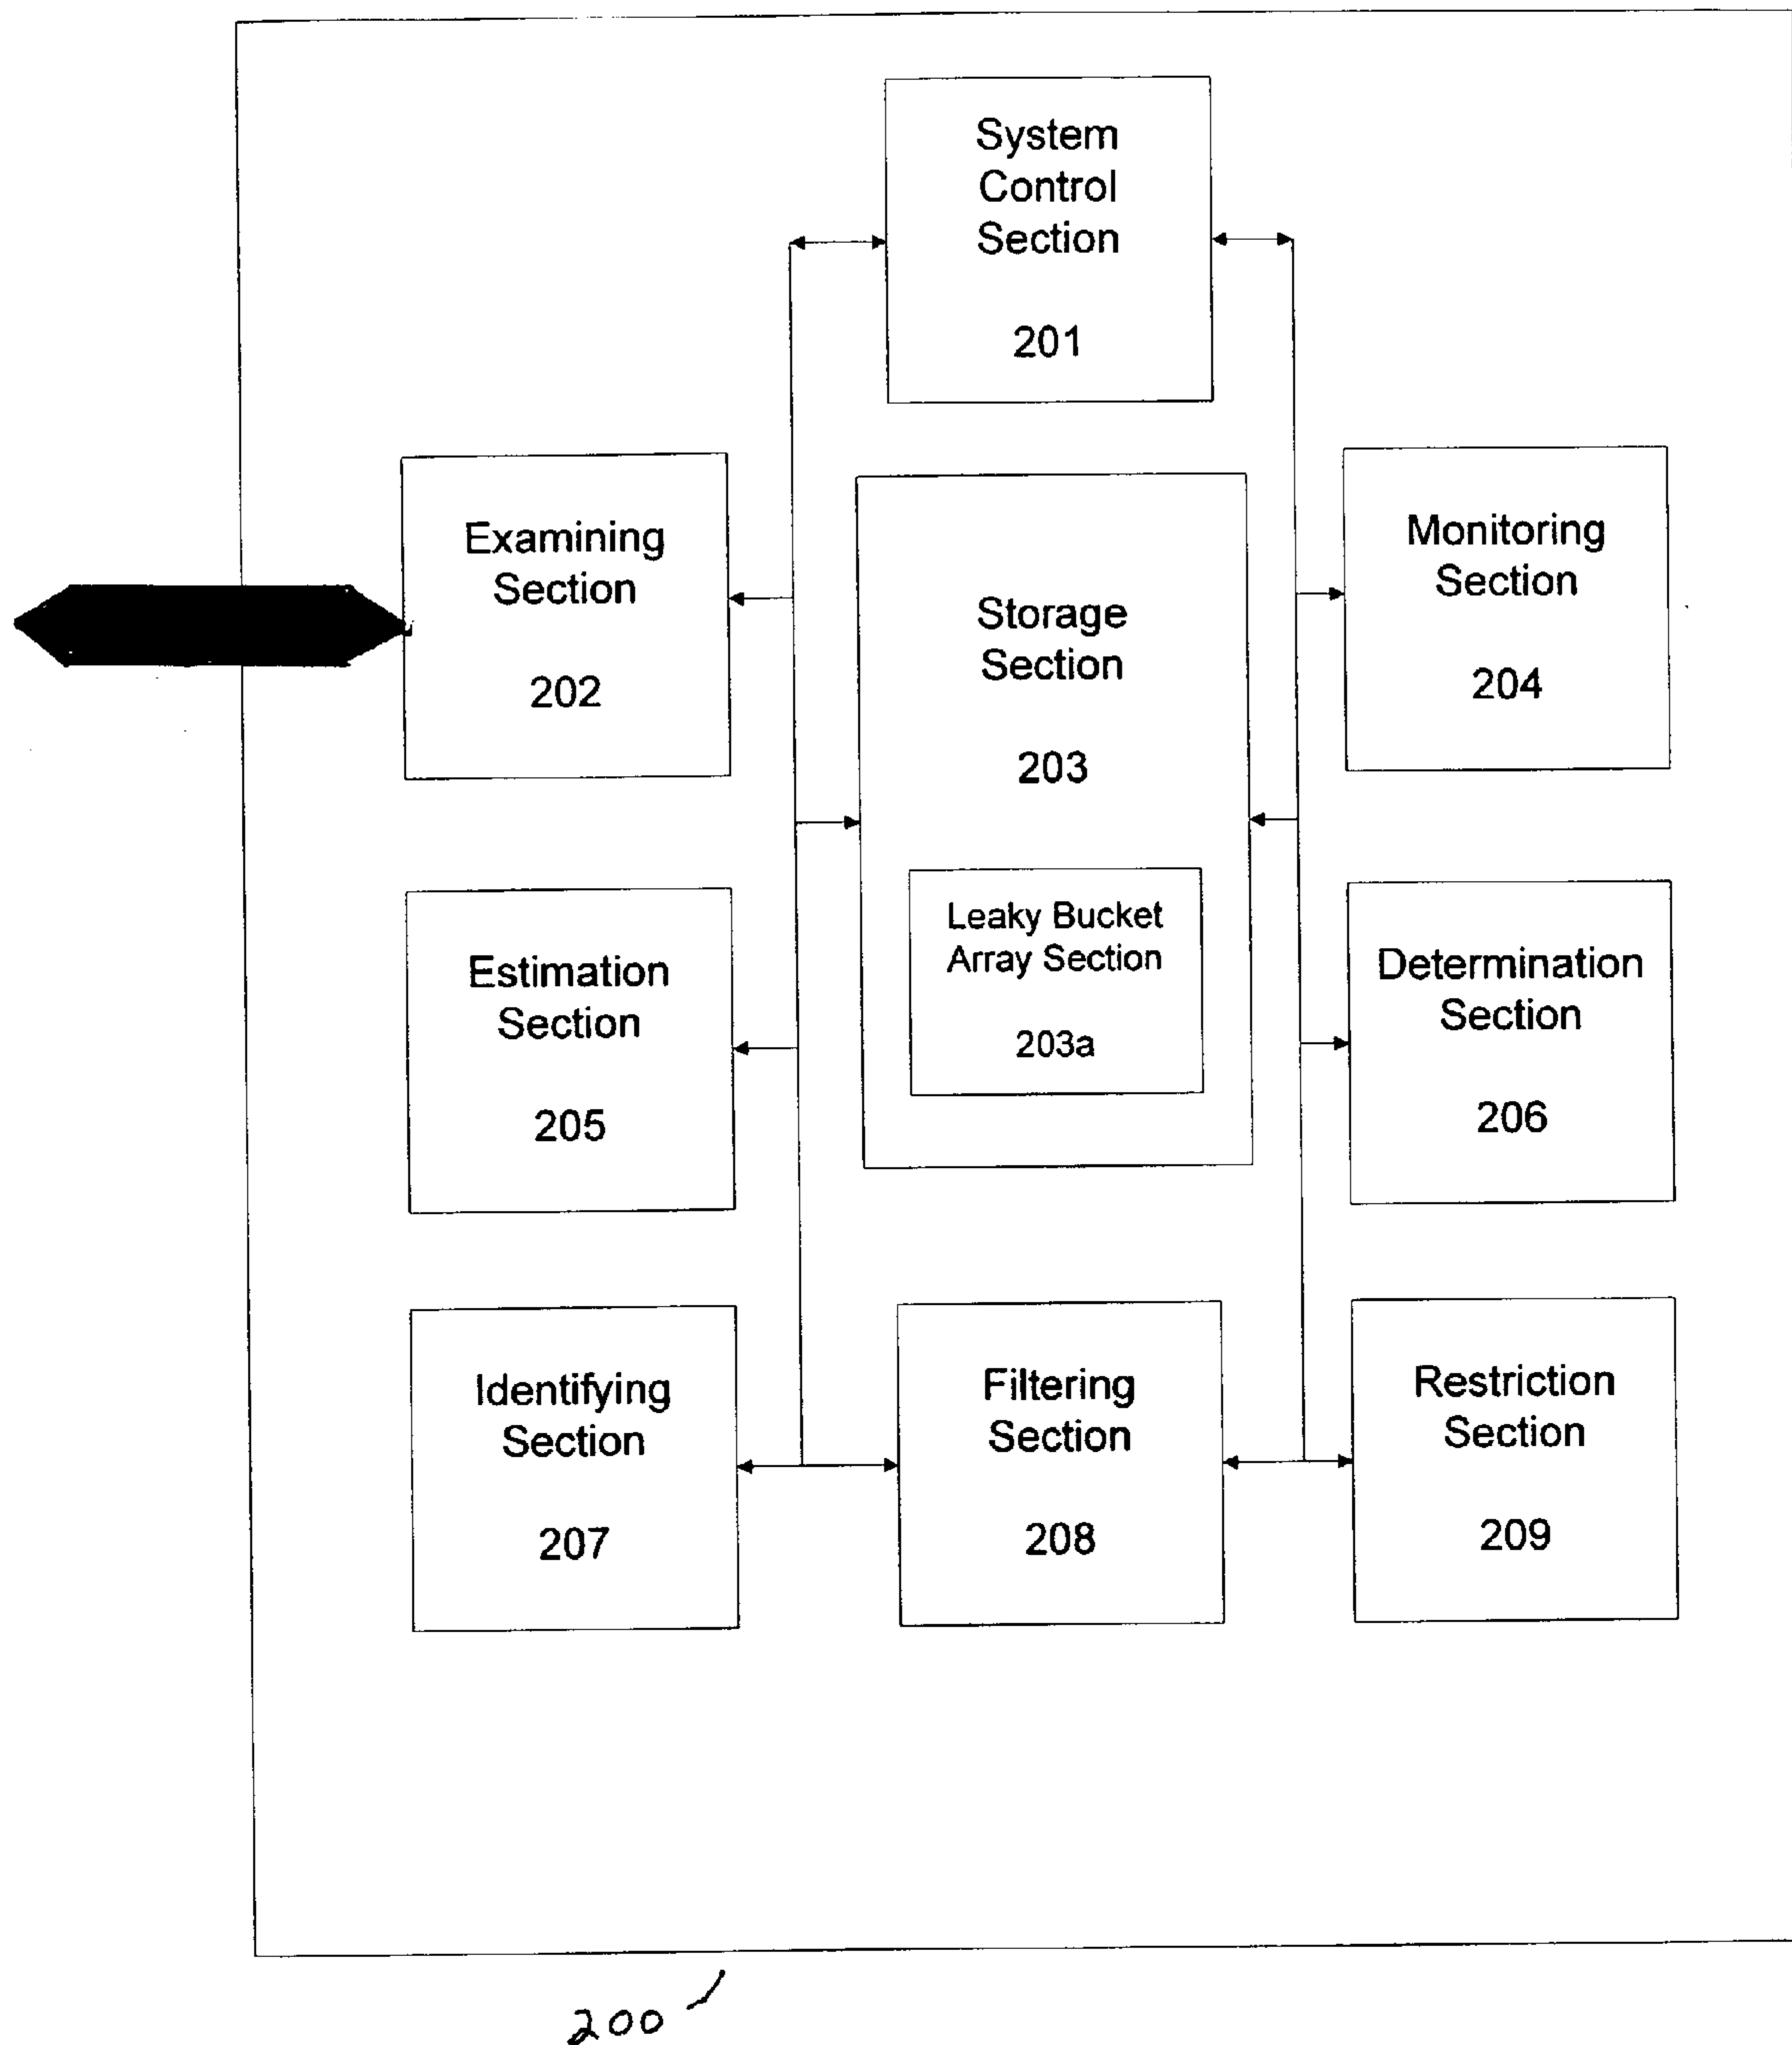 System
Control
Section
201
Examining
Section
202
Storage
Section
203
Leaky Bucket
Array Section
203a
Monitoring
Section
204
Estimation
Section
205
Determination
Section
206
Identifying
Section
207
Filtering
Section
208
Restriction
Section
209
200